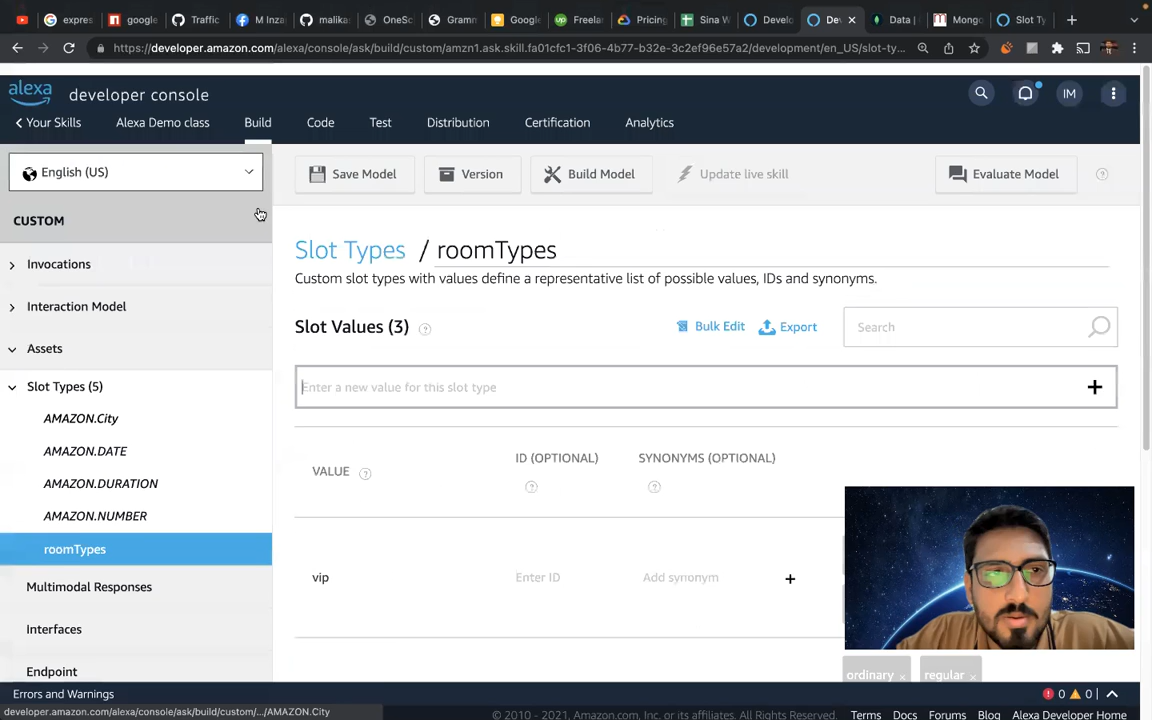 expres
google
Traffic
M Inza
malika
OneSc
Gramm
Google
Freelar
Pricing
Sina W
Develo
Dev
Data |
Mongo
Slot Ty
https://developer.amazon.com/alexa/console/ask/build/custom/amzn1.ask.skill.fa01cfc1-3f06-4b77-b32e-3c2ef96e57a2/development/en_US/slot-ty...
alexa developer console
IM
Your Skills Alexa Demo class Build Code Test Distribution Certification Analytics
English (US)
Save Model Version Build Model Update live skill Evaluate Model ?
CUSTOM
Slot Types / roomTypes
Invocations
Custom slot types with values define a representative list of possible values, IDs and synonyms.
Interaction Model
Slot Values (3) ? Bulk Edit Export Search
Assets
Slot Types (5)
Enter a new value for this slot type
AMAZON.City
AMAZON.DATE
VALUE ? ID (OPTIONAL) ? SYNONYMS (OPTIONAL) ?
AMAZON.DURATION
AMAZON.NUMBER
roomTypes
vip Enter ID Add synonym
Multimodal Responses
Interfaces
Endpoint
ordinary regular
Errors and Warnings 0 0
developer.amazon.com/alexa/console/ask/build/custom/.../AMAZON.City
© 2010 - 2021, Amazon.com, Inc. or its affiliates. All Rights Reserved. Terms Docs Forums Blog Alexa Developer Home